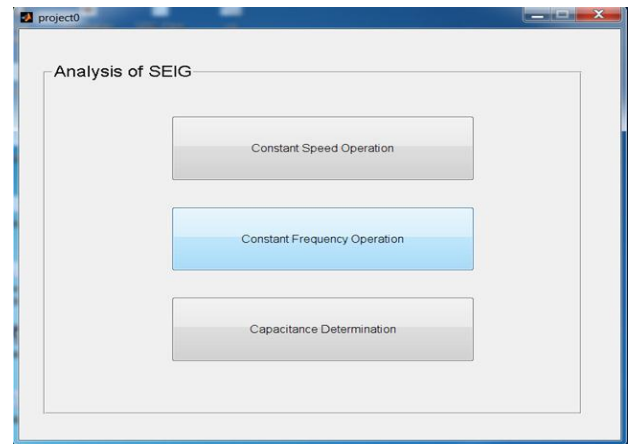 project0
Analysis of SEIG
Constant Speed Operation
Constant Frequency Operation
Capacitance Determination